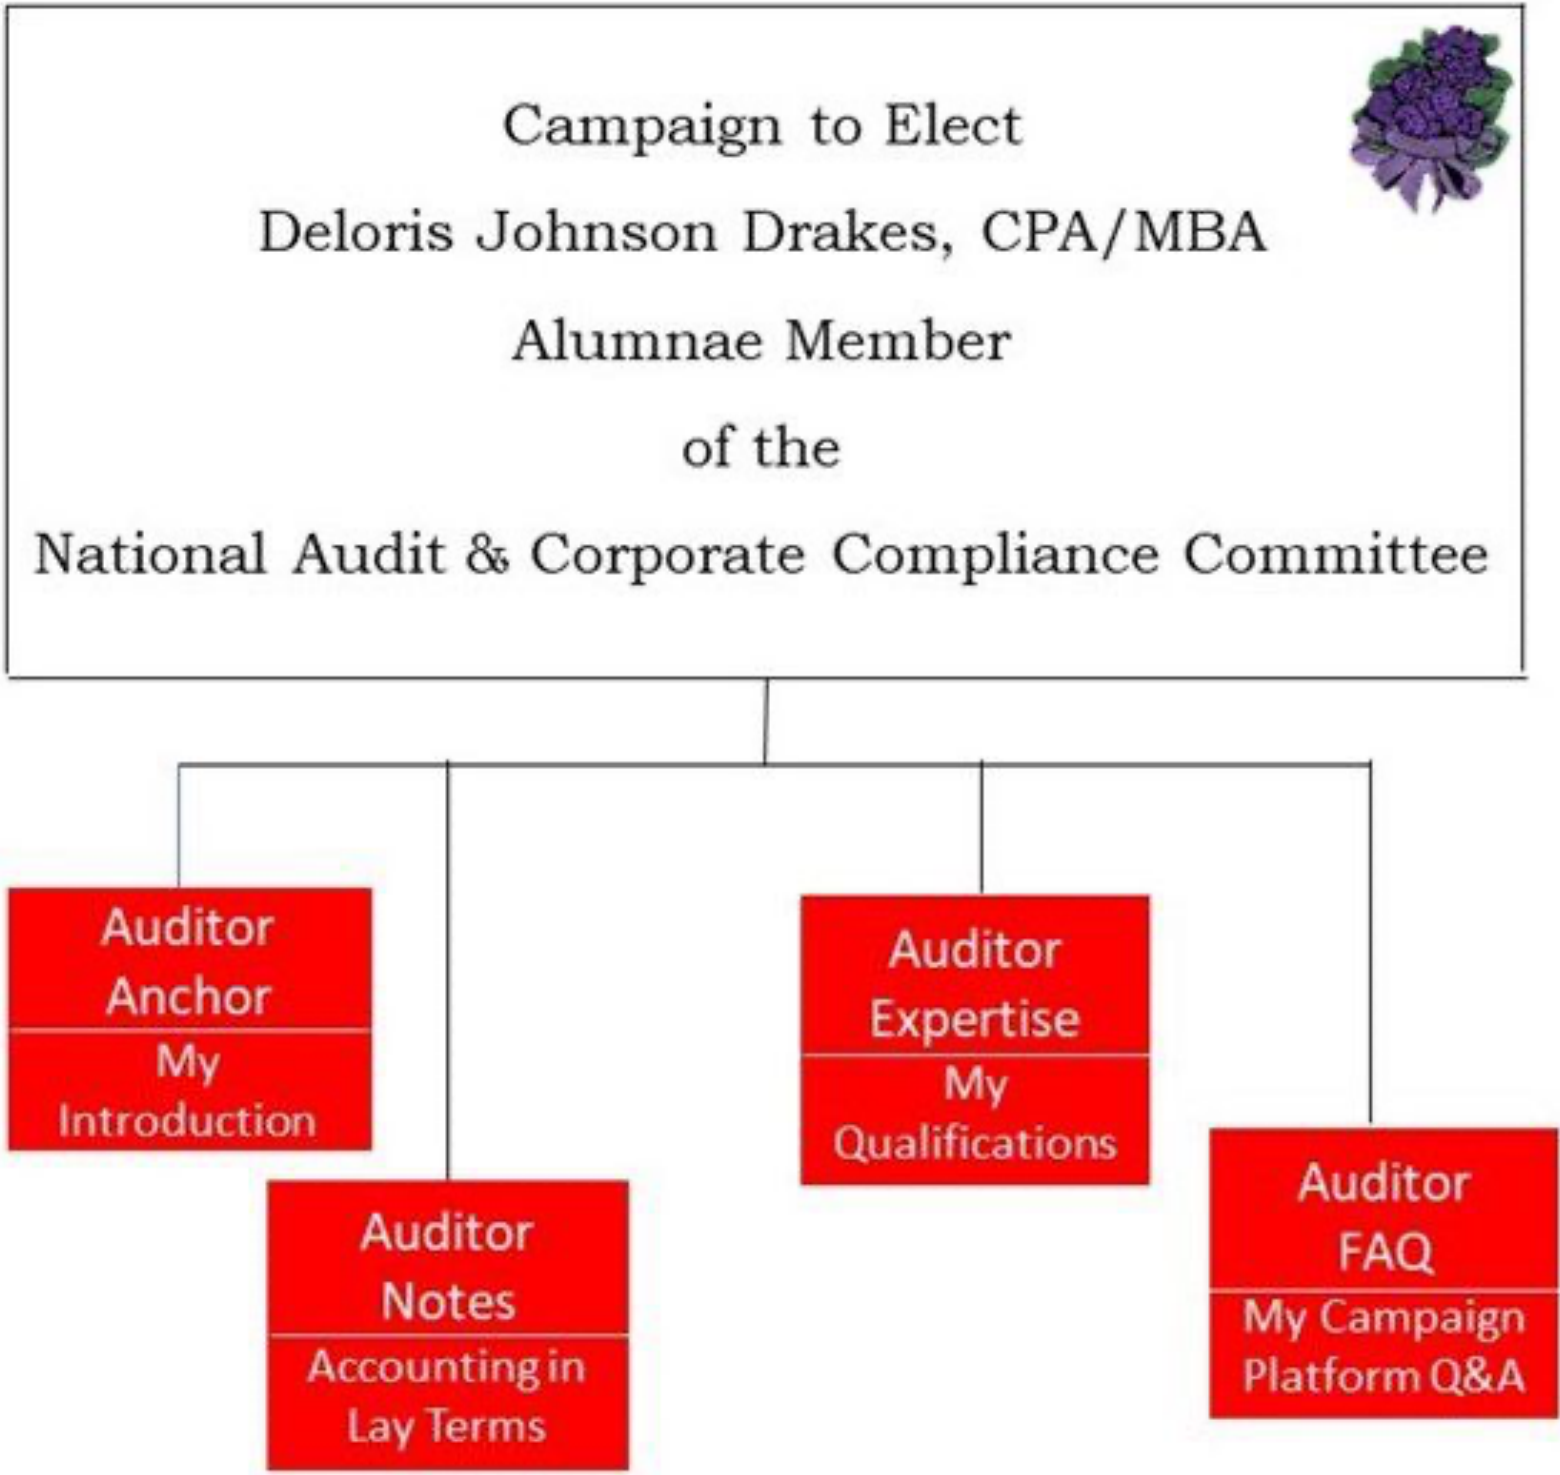 Campaign to Elect
Deloris Johnson Drakes, CPA/MBA
Alumnae Member
of the
National Audit & Corporate Compliance Committee
Auditor
Anchor
My
Introduction
Auditor
Notes
Accounting in
Lay Terms
Auditor
Expertise
My
Qualifications
Auditor
FAQ
My Campaign
Platform Q&A